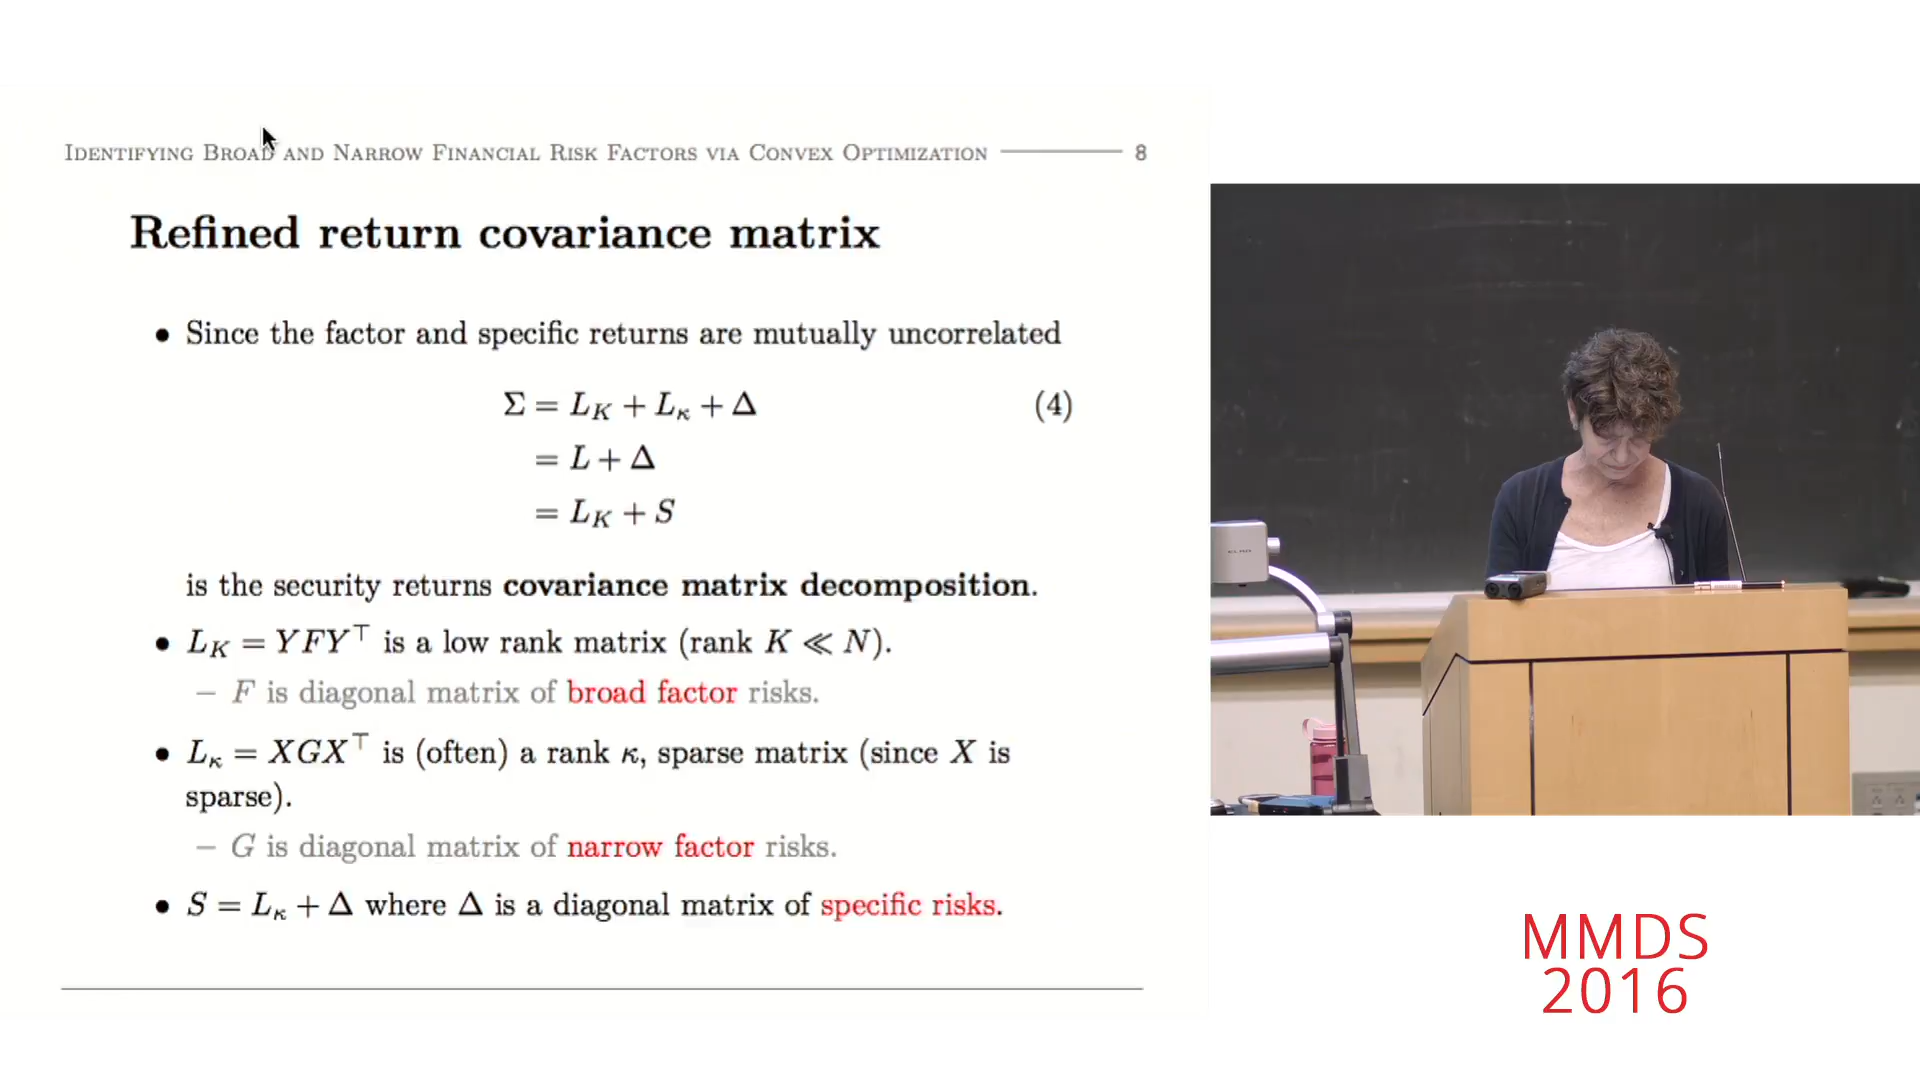 IDENTIFYING BROAD AND NARROW FINANCIAL RISK FACTORS VIA CONVEX OPTIMIZATION 8
Refined return covariance matrix
• Since the factor and specific returns are mutually uncorrelated
Σ = L_K + L_κ + Δ (4)
= L + Δ
= L_K + S
is the security returns covariance matrix decomposition.
• L_K = YFY^⊤ is a low rank matrix (rank K ≪ N).
– F is diagonal matrix of broad factor risks.
• L_κ = XGX^⊤ is (often) a rank κ, sparse matrix (since X is
sparse).
– G is diagonal matrix of narrow factor risks.
• S = L_κ + Δ where Δ is a diagonal matrix of specific risks.
MMDS
2016